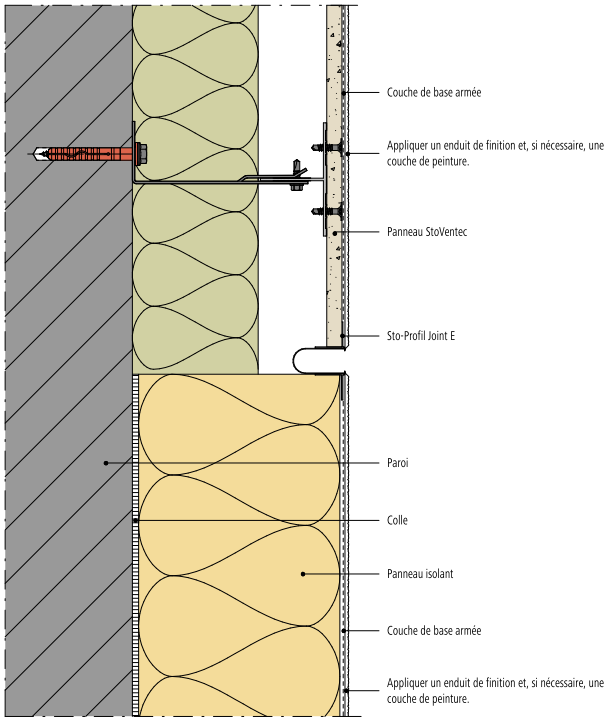 Couche de base armée
Appliquer un enduit de finition et, si nécessaire, une
couche de peinture.
Panneau StoVentec
Sto-Profil Joint E
Paroi
Colle
Panneau isolant
Couche de base armée
Appliquer un enduit de finition et, si nécessaire, une
couche de peinture.